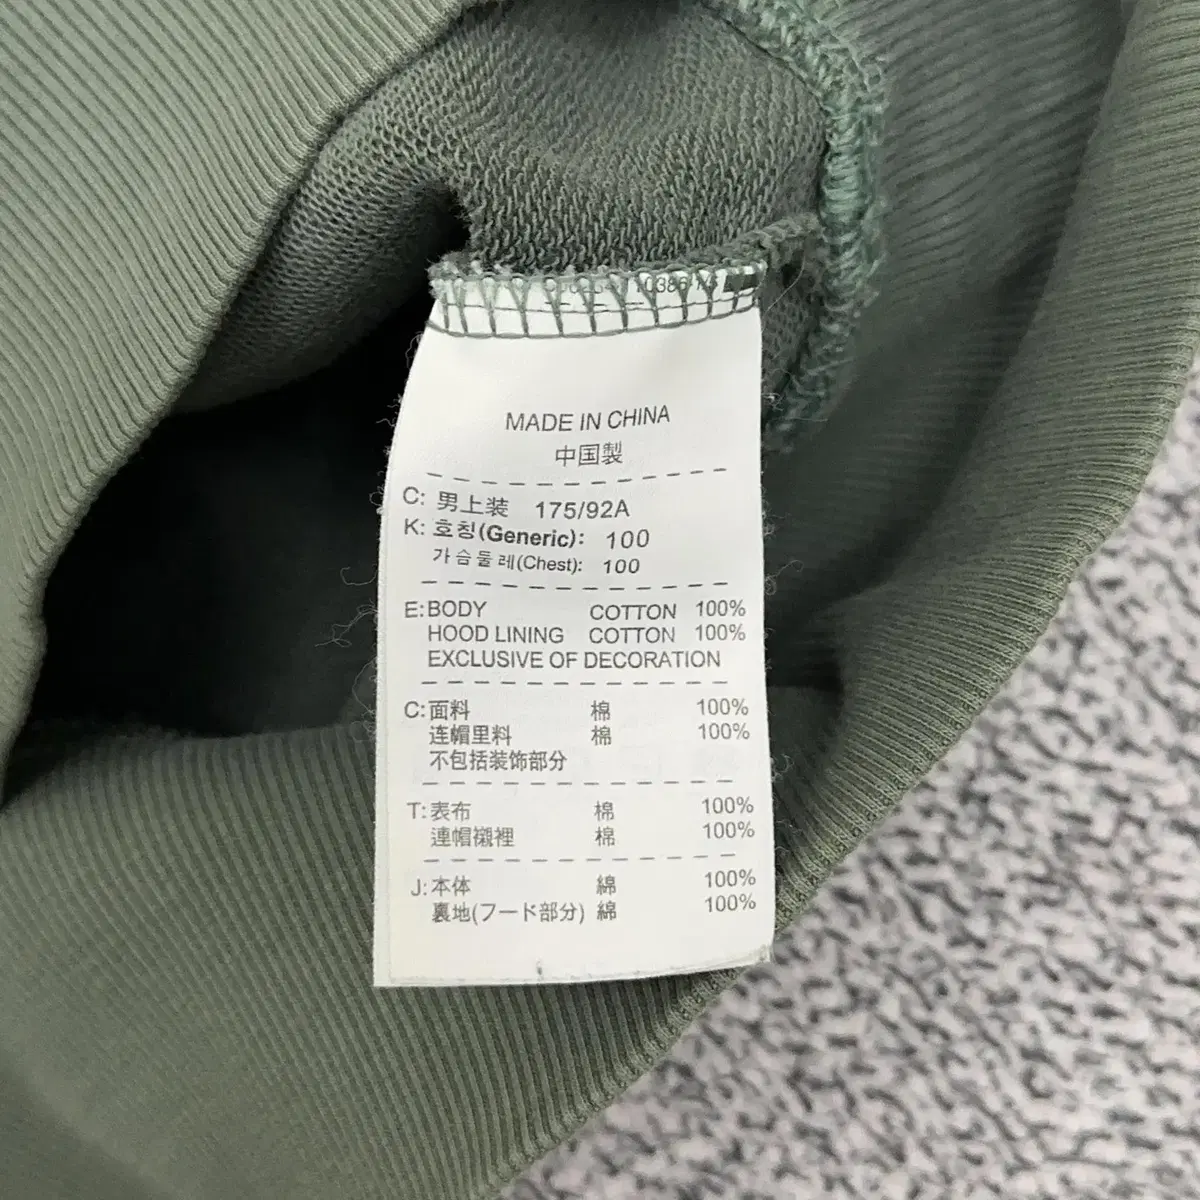 MADE IN CHINA
中国製
C: 男上装 175/92A
K: 호칭(Generic): 100
가슴둘레(Chest): 100
E: BODY COTTON 100%
HOOD LINING COTTON 100%
EXCLUSIVE OF DECORATION
C: 面料 棉 100%
连帽里料 棉 100%
不包括装饰部分
T: 表布 棉 100%
連帽襯裡 棉 100%
J: 本体 綿 100%
裏地(フード部分) 綿 100%